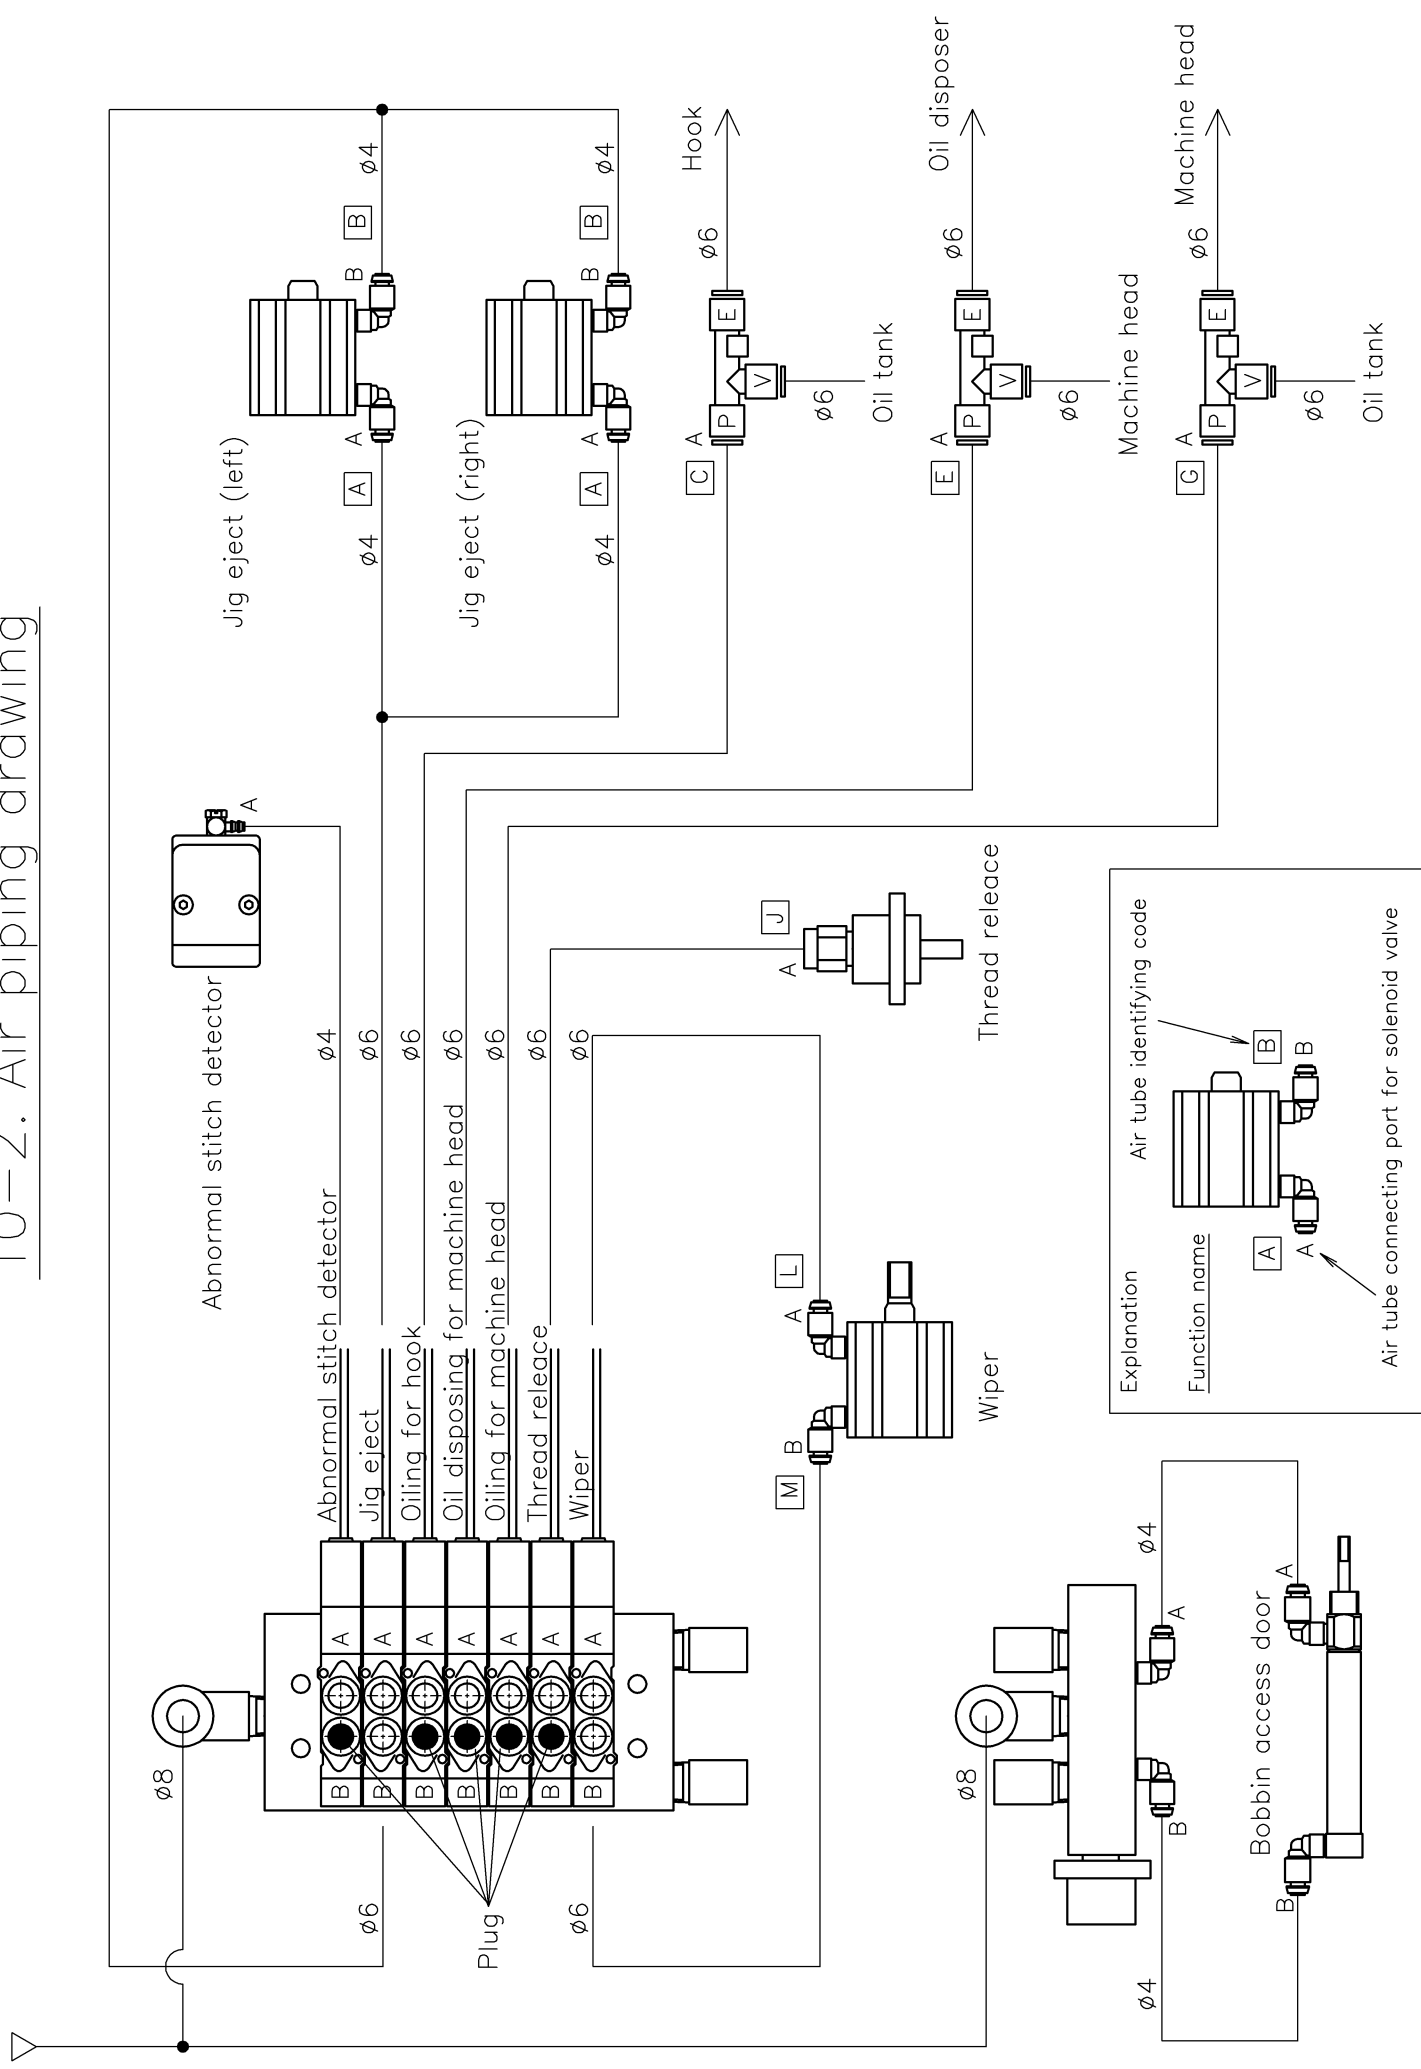 10-2. Air piping drawing
ø8
Abnormal stitch detector
A
Jig eject (left)
A
B
A
B
ø4
ø4
Jig eject (right)
A
B
A
B
ø4
ø4
B A
B A
B A
B A
B A
B A
B A
Abnormal stitch detector
ø4
ø6
Jig eject
ø6
Oiling for hook
ø6
Oil disposing for machine head
ø6
Oiling for machine head
ø6
Thread releace
ø6
ø6
Wiper
ø6
Plug
C
A
P
V
E
ø6
Hook
ø6
Oil tank
E
A
P
V
E
ø6
Oil disposer
ø6
Machine head
G
A
P
V
E
ø6
Machine head
ø6
Oil tank
J
A
Thread releace
M
B
A
L
Wiper
ø8
B
A
ø4
ø4
Bobbin access door
B
A
Explanation
Air tube identifying code
Function name
A
B
A
B
Air tube connecting port for solenoid valve